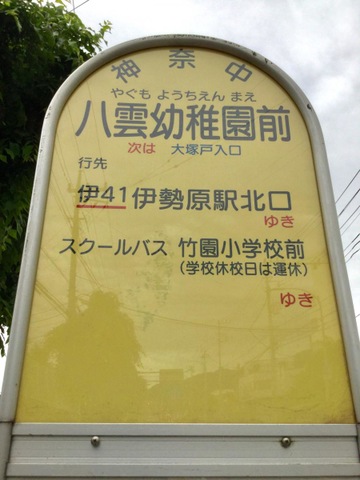 神奈中
やぐも ようちえん まえ
八雲幼稚園前
次は 大塚戸入口
行先
伊41伊勢原駅北口
ゆき
スクールバス 竹園小学校前
(学校休校日は運休)
ゆき